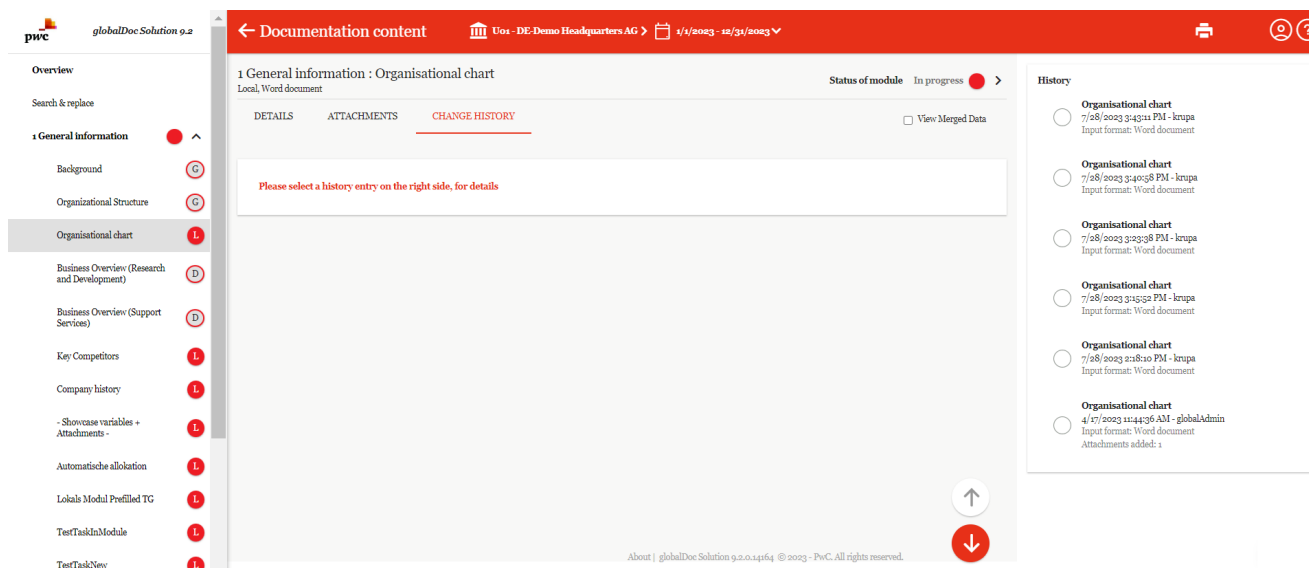 pwc
globalDoc Solution 9.2
Documentation content
U01 - DE-Demo Headquarters AG
1/1/2023 - 12/31/2023
?
Overview
Search & replace
1 General information
Background
G
Organizational Structure
G
Organisational chart
L
Business Overview (Research
and Development)
D
Business Overview (Support
Services)
D
Key Competitors
L
Company history
L
- Showcase variables +
Attachments -
L
Automatische allokation
L
Lokals Modul Prefilled TG
L
TestTaskInModule
L
TestTaskNew
L
1 General information : Organisational chart
Local, Word document
Status of module In progress
DETAILS
ATTACHMENTS
CHANGE HISTORY
View Merged Data
Please select a history entry on the right side, for details
History
Organisational chart
7/28/2023 3:43:11 PM - krupa
Input format: Word document
Organisational chart
7/28/2023 3:40:58 PM - krupa
Input format: Word document
Organisational chart
7/28/2023 3:23:38 PM - krupa
Input format: Word document
Organisational chart
7/28/2023 3:15:52 PM - krupa
Input format: Word document
Organisational chart
7/28/2023 2:18:10 PM - krupa
Input format: Word document
Organisational chart
4/17/2023 11:44:36 AM - globalAdmin
Input format: Word document
Attachments added: 1
About | globalDoc Solution 9.2.0.14164 © 2023 - PwC. All rights reserved.